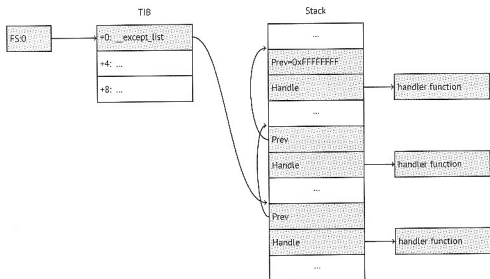 TIB
Stack
FS:0
+0: __except_list
+4: ...
+8: ...
...
Prev=0xFFFFFFFF
Handle
handler function
...
Prev
Handle
handler function
...
Prev
Handle
handler function
...